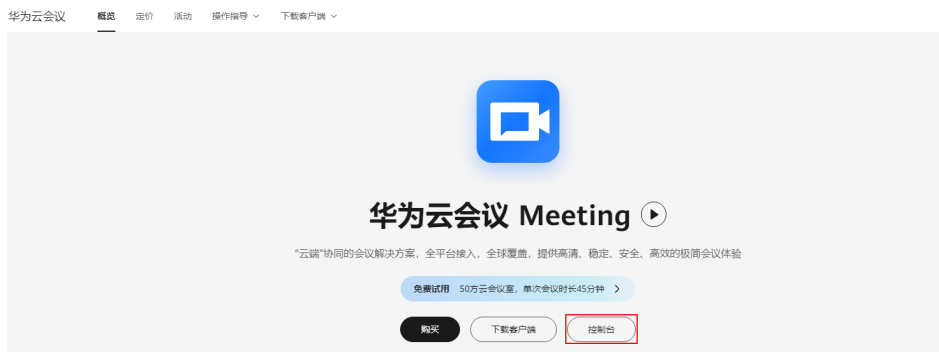 华为云会议 概览 定价 活动 操作指导 下载客户端
华为云会议 Meeting
“云端”协同的会议解决方案，全平台接入，全球覆盖，提供高清、稳定、安全、高效的极简会议体验
免费试用 50方云会议室，单次会议时长45分钟
购买 下载客户端 控制台